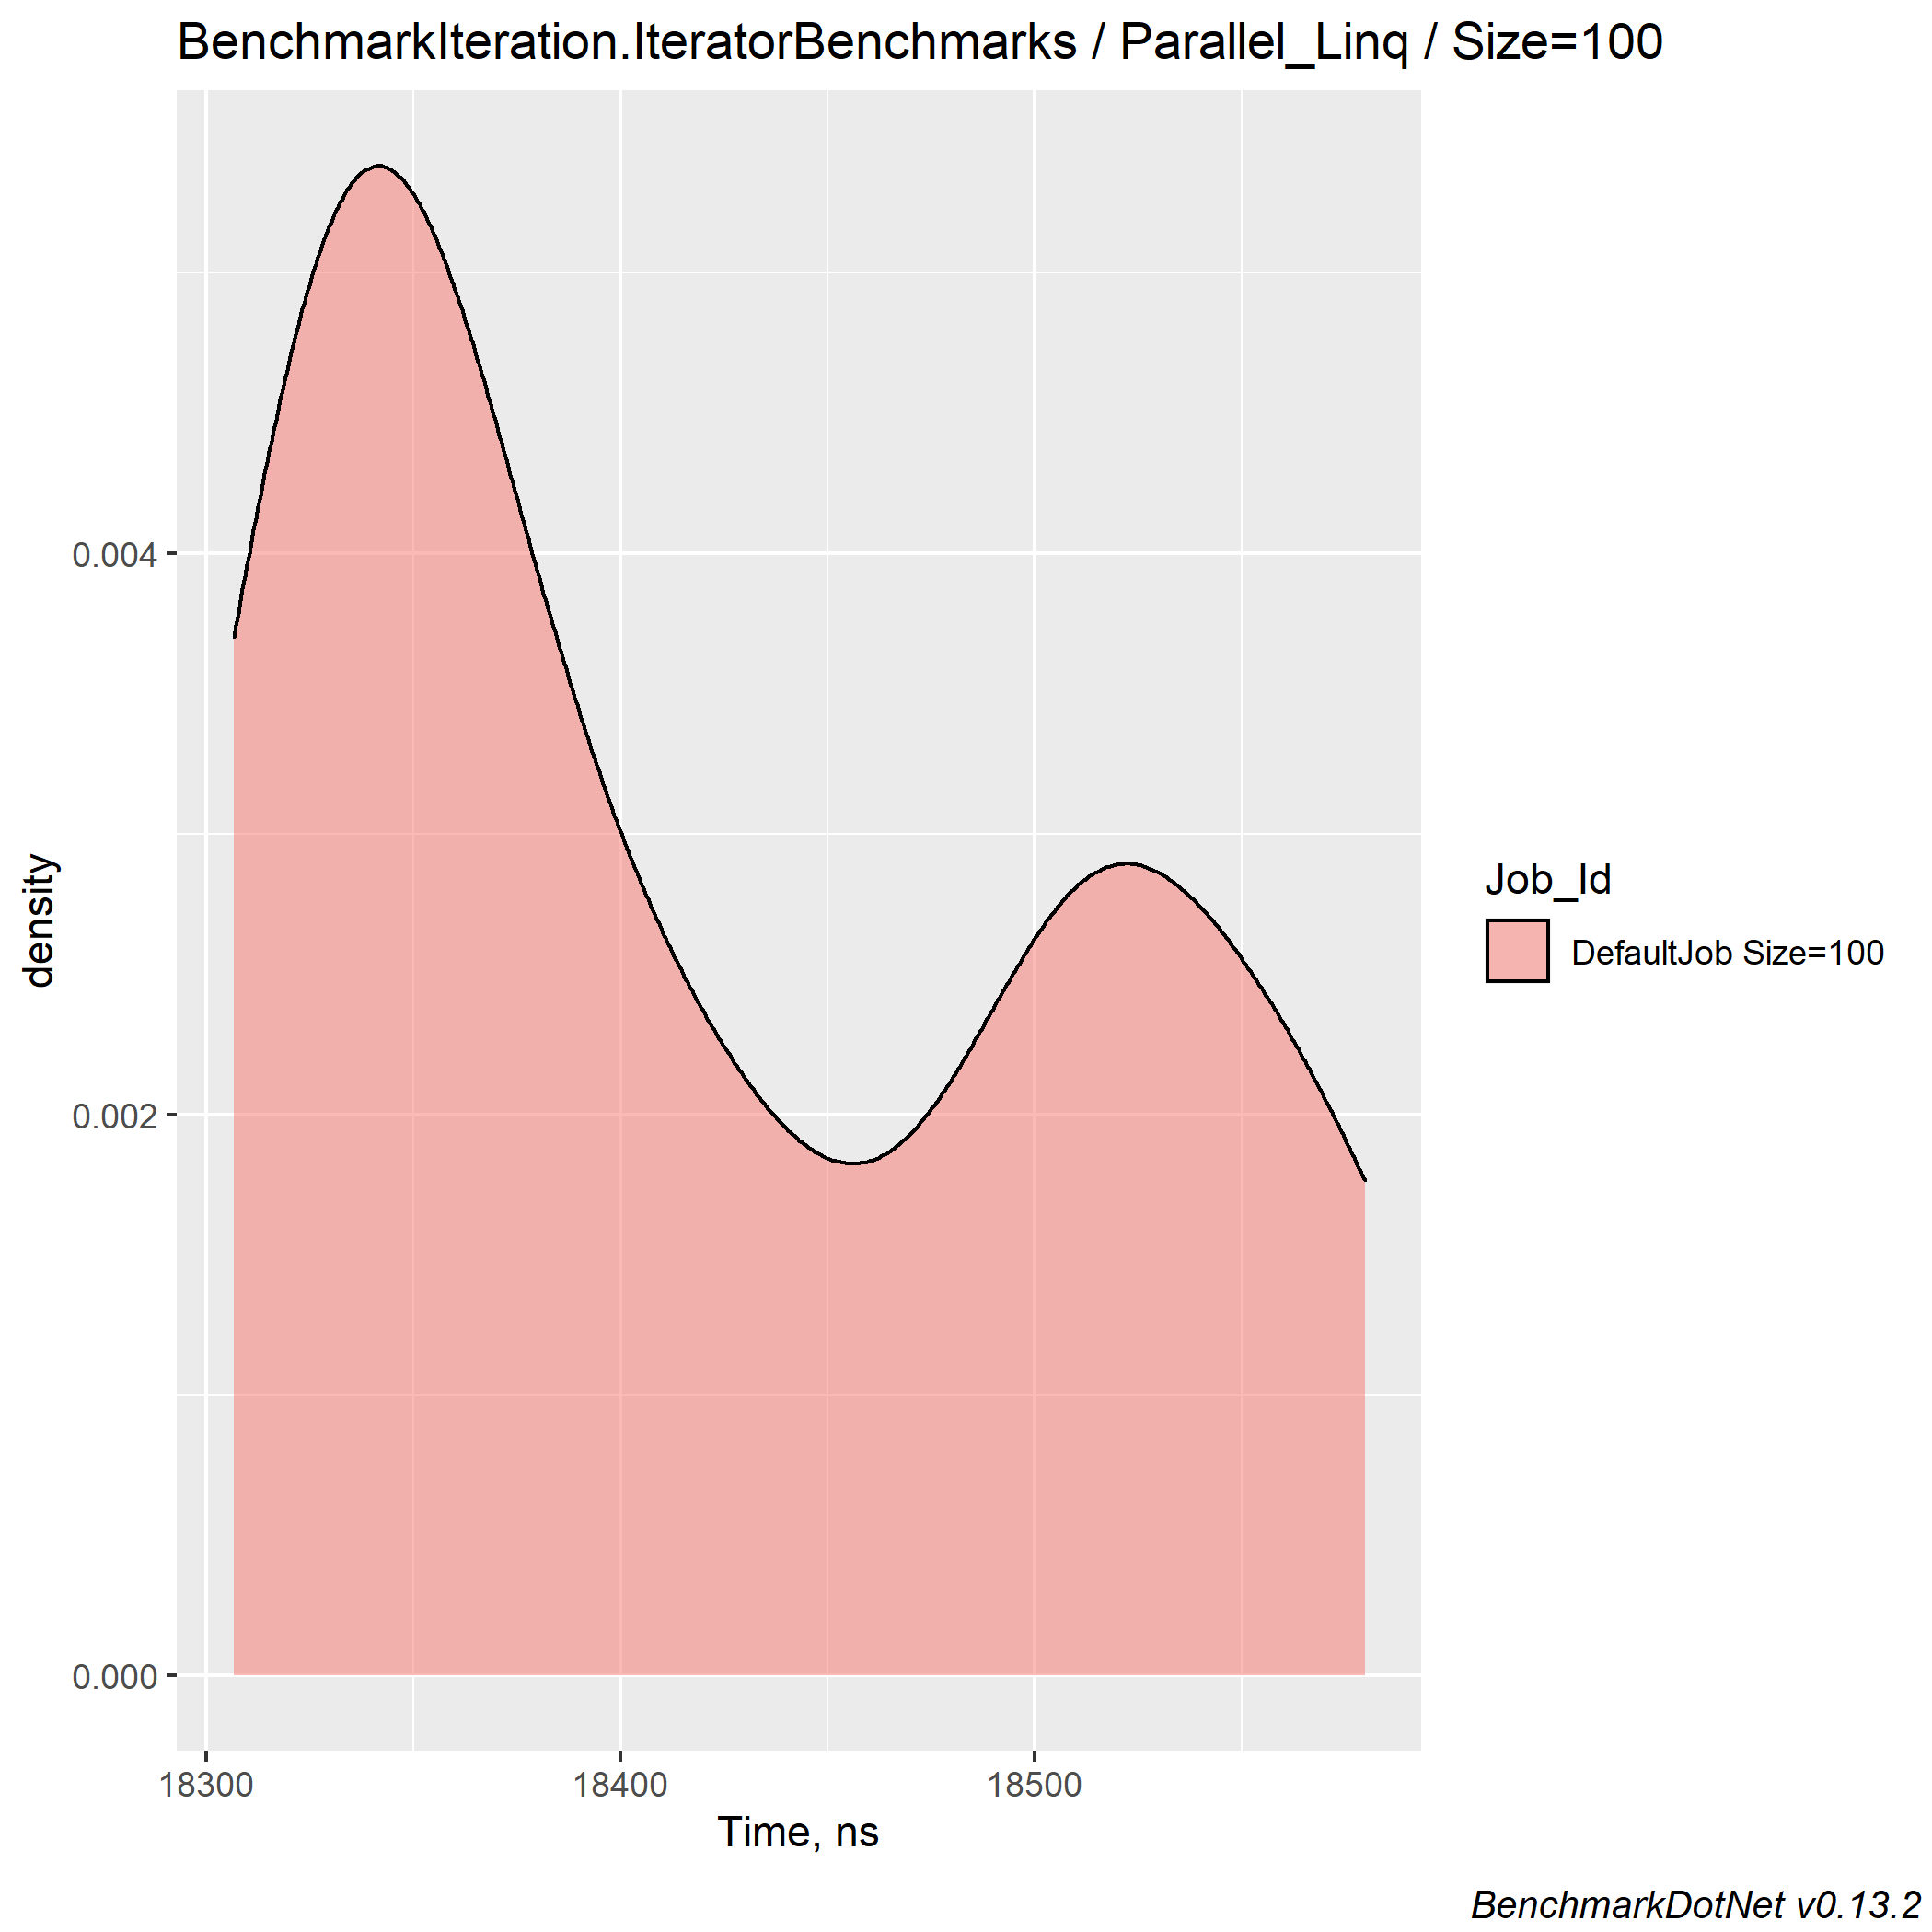 BenchmarkIteration.IteratorBenchmarks / Parallel_Linq / Size=100
density
0.004
0.002
0.000
18300
18400
18500
Time, ns
Job_Id
DefaultJob Size=100
BenchmarkDotNet v0.13.2